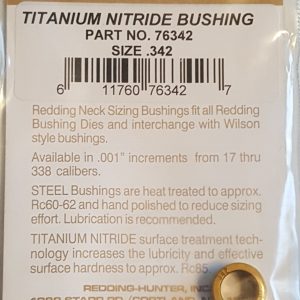 TITANIUM NITRIDE BUSHING
PART NO. 76342
SIZE .342
6 11760 76342 7
Redding Neck Sizing Bushings fit all Redding
Bushing Dies and interchange with Wilson
style bushings.
Available in .001" increments from 17 thru
338 calibers.
STEEL Bushings are heat treated to approx.
Rc60-62 and hand polished to reduce sizing
effort. Lubrication is recommended.
TITANIUM NITRIDE surface treatment tech-
nology increases the lubricity and effective
surface hardness to approx. Rc85.
REDDING-HUNTER, INC.